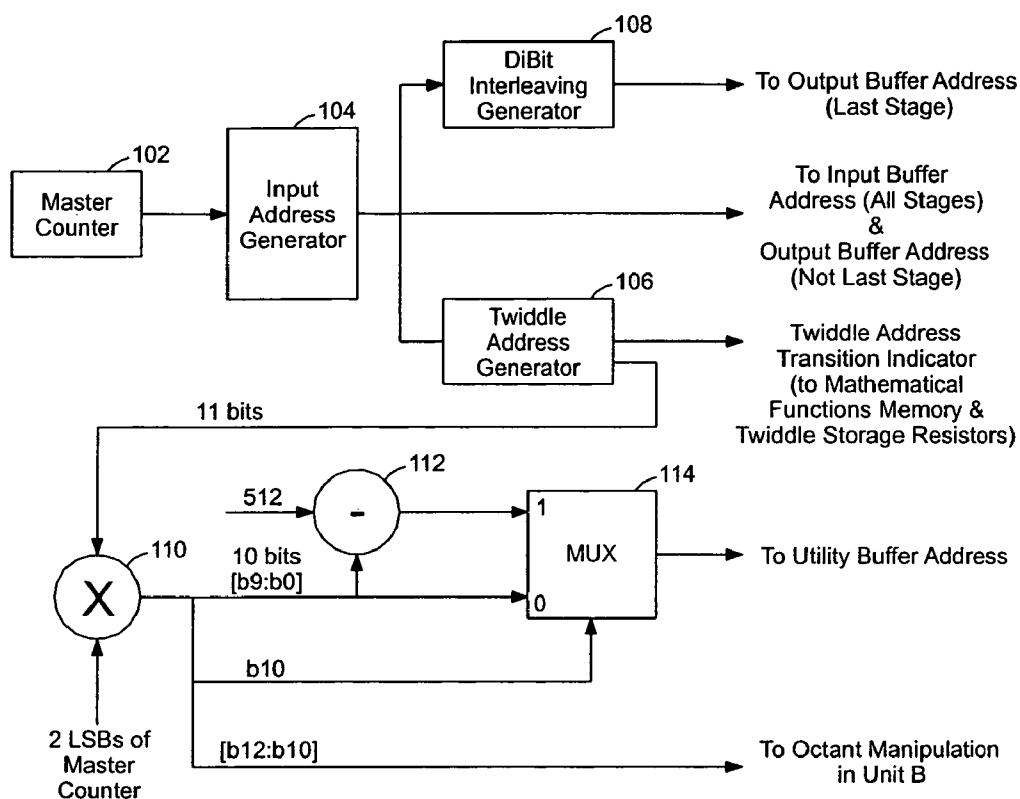 108
DiBit
Interleaving
Generator
To Output Buffer Address
(Last Stage)
104
102
Master
Counter
Input
Address
Generator
To Input Buffer
Address (All Stages)
&
Output Buffer Address
(Not Last Stage)
106
Twiddle
Address
Generator
Twiddle Address
Transition Indicator
(to Mathematical
Functions Memory &
Twiddle Storage Resistors)
11 bits
112
512
-
114
1
MUX
0
To Utility Buffer Address
110
X
10 bits
[b9:b0]
b10
2 LSBs of
Master
Counter
[b12:b10]
To Octant Manipulation
in Unit B